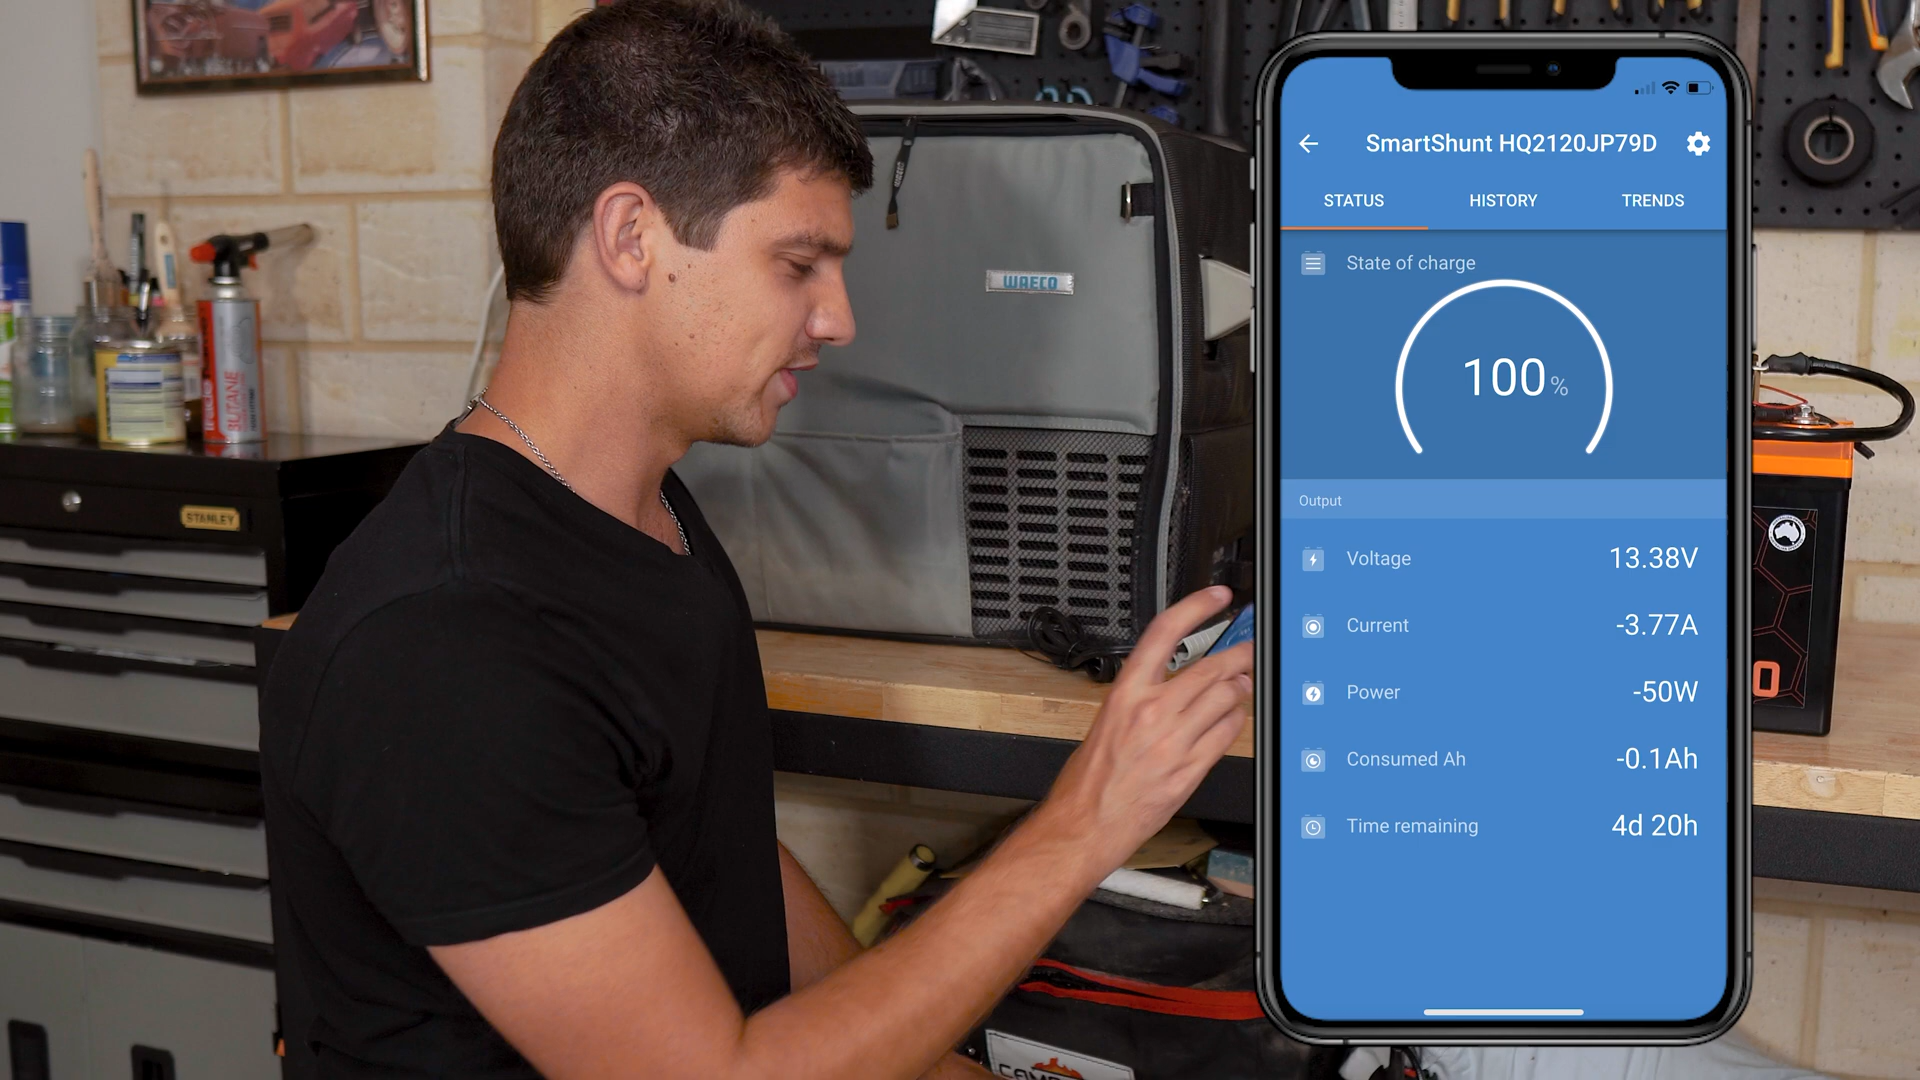 SmartShunt HQ2120JP79D
STATUS HISTORY TRENDS
State of charge
100%
Output
Voltage 13.38V
Current -3.77A
Power -50W
Consumed Ah -0.1Ah
Time remaining 4d 20h
WAECO
STANLEY
BUTANE